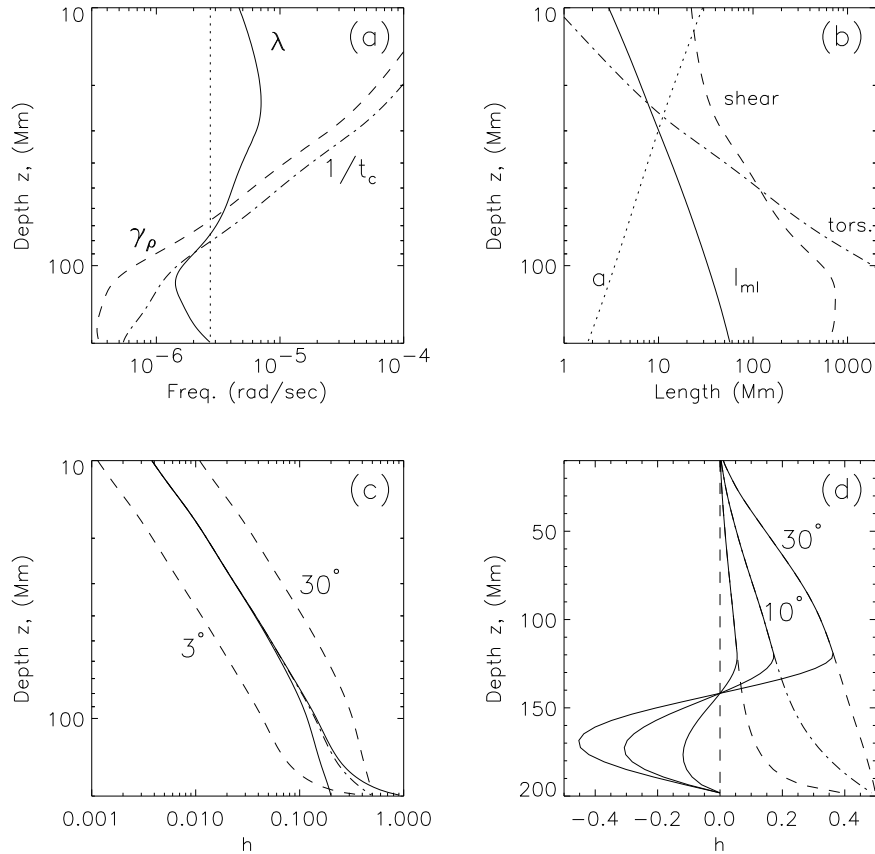 10
100
Depth z, (Mm)
(a)
λ
1/t_c
γ_ρ
10^-6
10^-5
10^-4
Freq. (rad/sec)
10
100
Depth z, (Mm)
(b)
shear
tors.
a
l_ml
1
10
100
1000
Length (Mm)
10
100
Depth z, (Mm)
(c)
30°
3°
0.001
0.010
0.100
1.000
h
50
100
150
200
Depth z, (Mm)
(d)
30°
10°
−0.4
−0.2
0.0
0.2
0.4
h